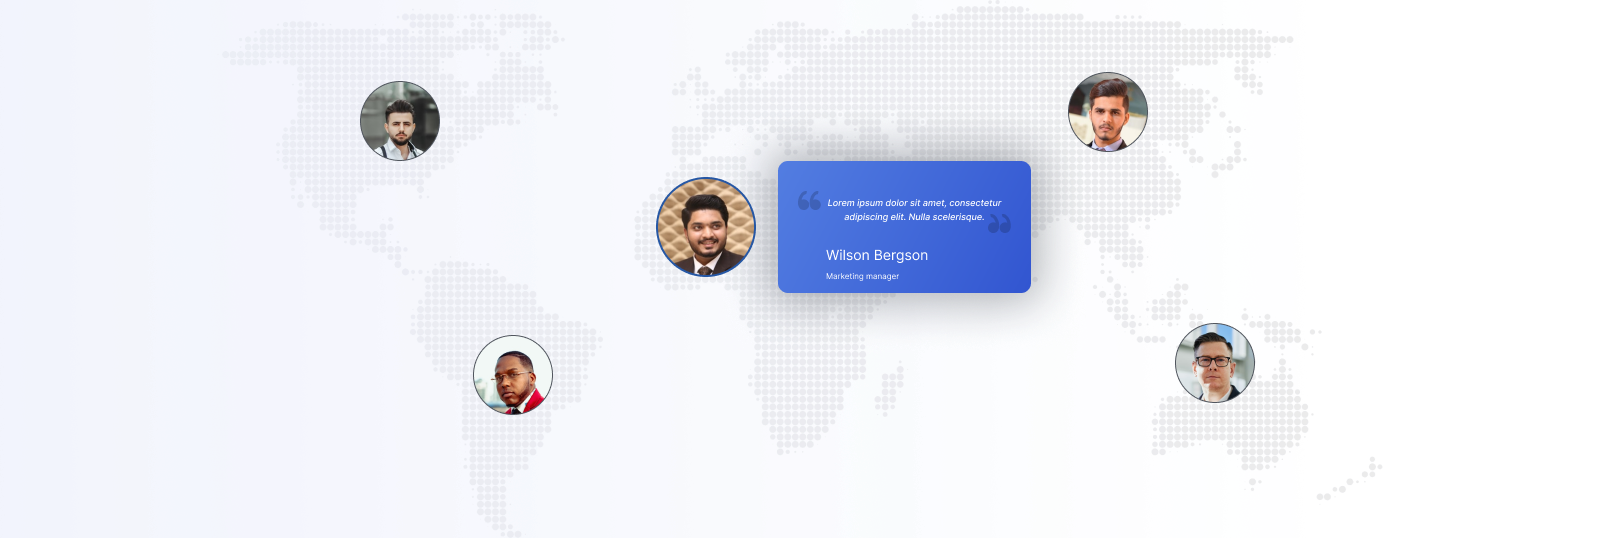 “ Lorem ipsum dolor sit amet, consectetur
adipiscing elit. Nulla scelerisque. ”
Wilson Bergson
Marketing manager